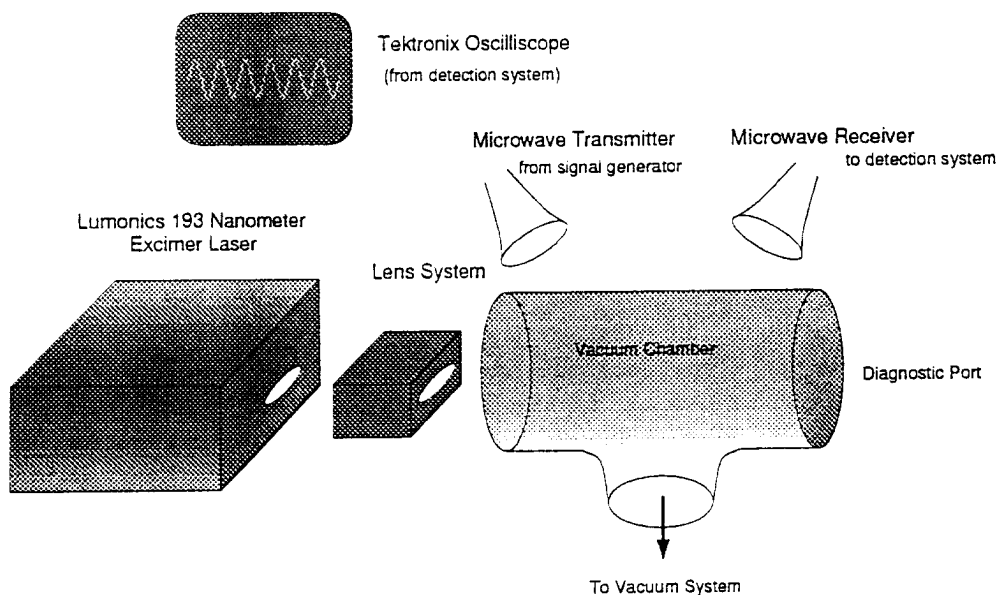 Tektronix Oscilliscope
(from detection system)
Microwave Transmitter
from signal generator
Microwave Receiver
to detection system
Lumonics 193 Nanometer
Excimer Laser
Lens System
Vacuum Chamber
Diagnostic Port
To Vacuum System